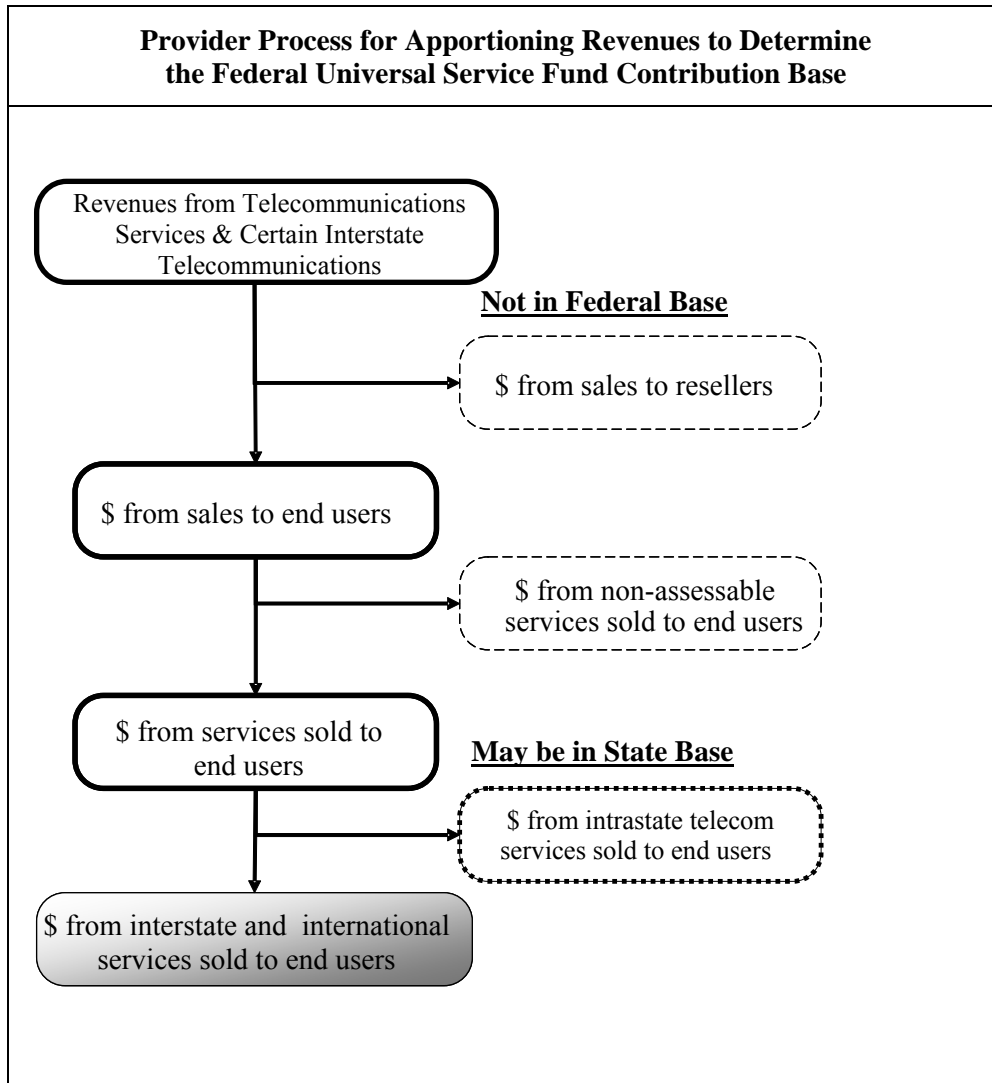 Provider Process for Apportioning Revenues to Determine
the Federal Universal Service Fund Contribution Base
Revenues from Telecommunications
Services & Certain Interstate
Telecommunications
Not in Federal Base
$ from sales to resellers
$ from sales to end users
$ from non-assessable
services sold to end users
$ from services sold to
end users
May be in State Base
$ from intrastate telecom
services sold to end users
$ from interstate and international
services sold to end users